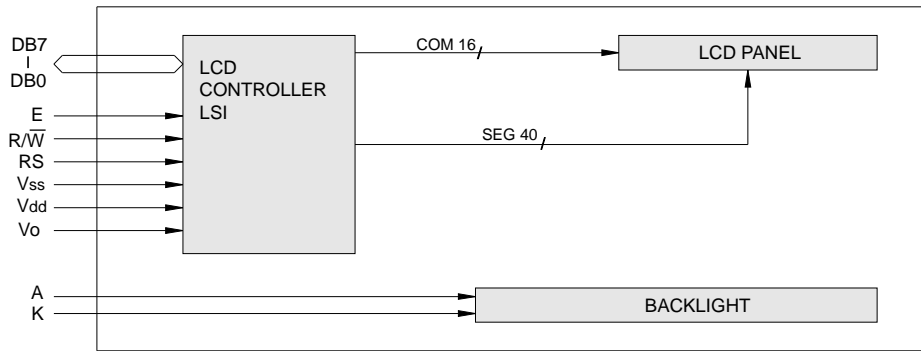 DB7
DB0
E
R/W̅
RS
Vss
Vdd
Vo
A
K
LCD
CONTROLLER
LSI
COM 16
SEG 40
LCD PANEL
BACKLIGHT